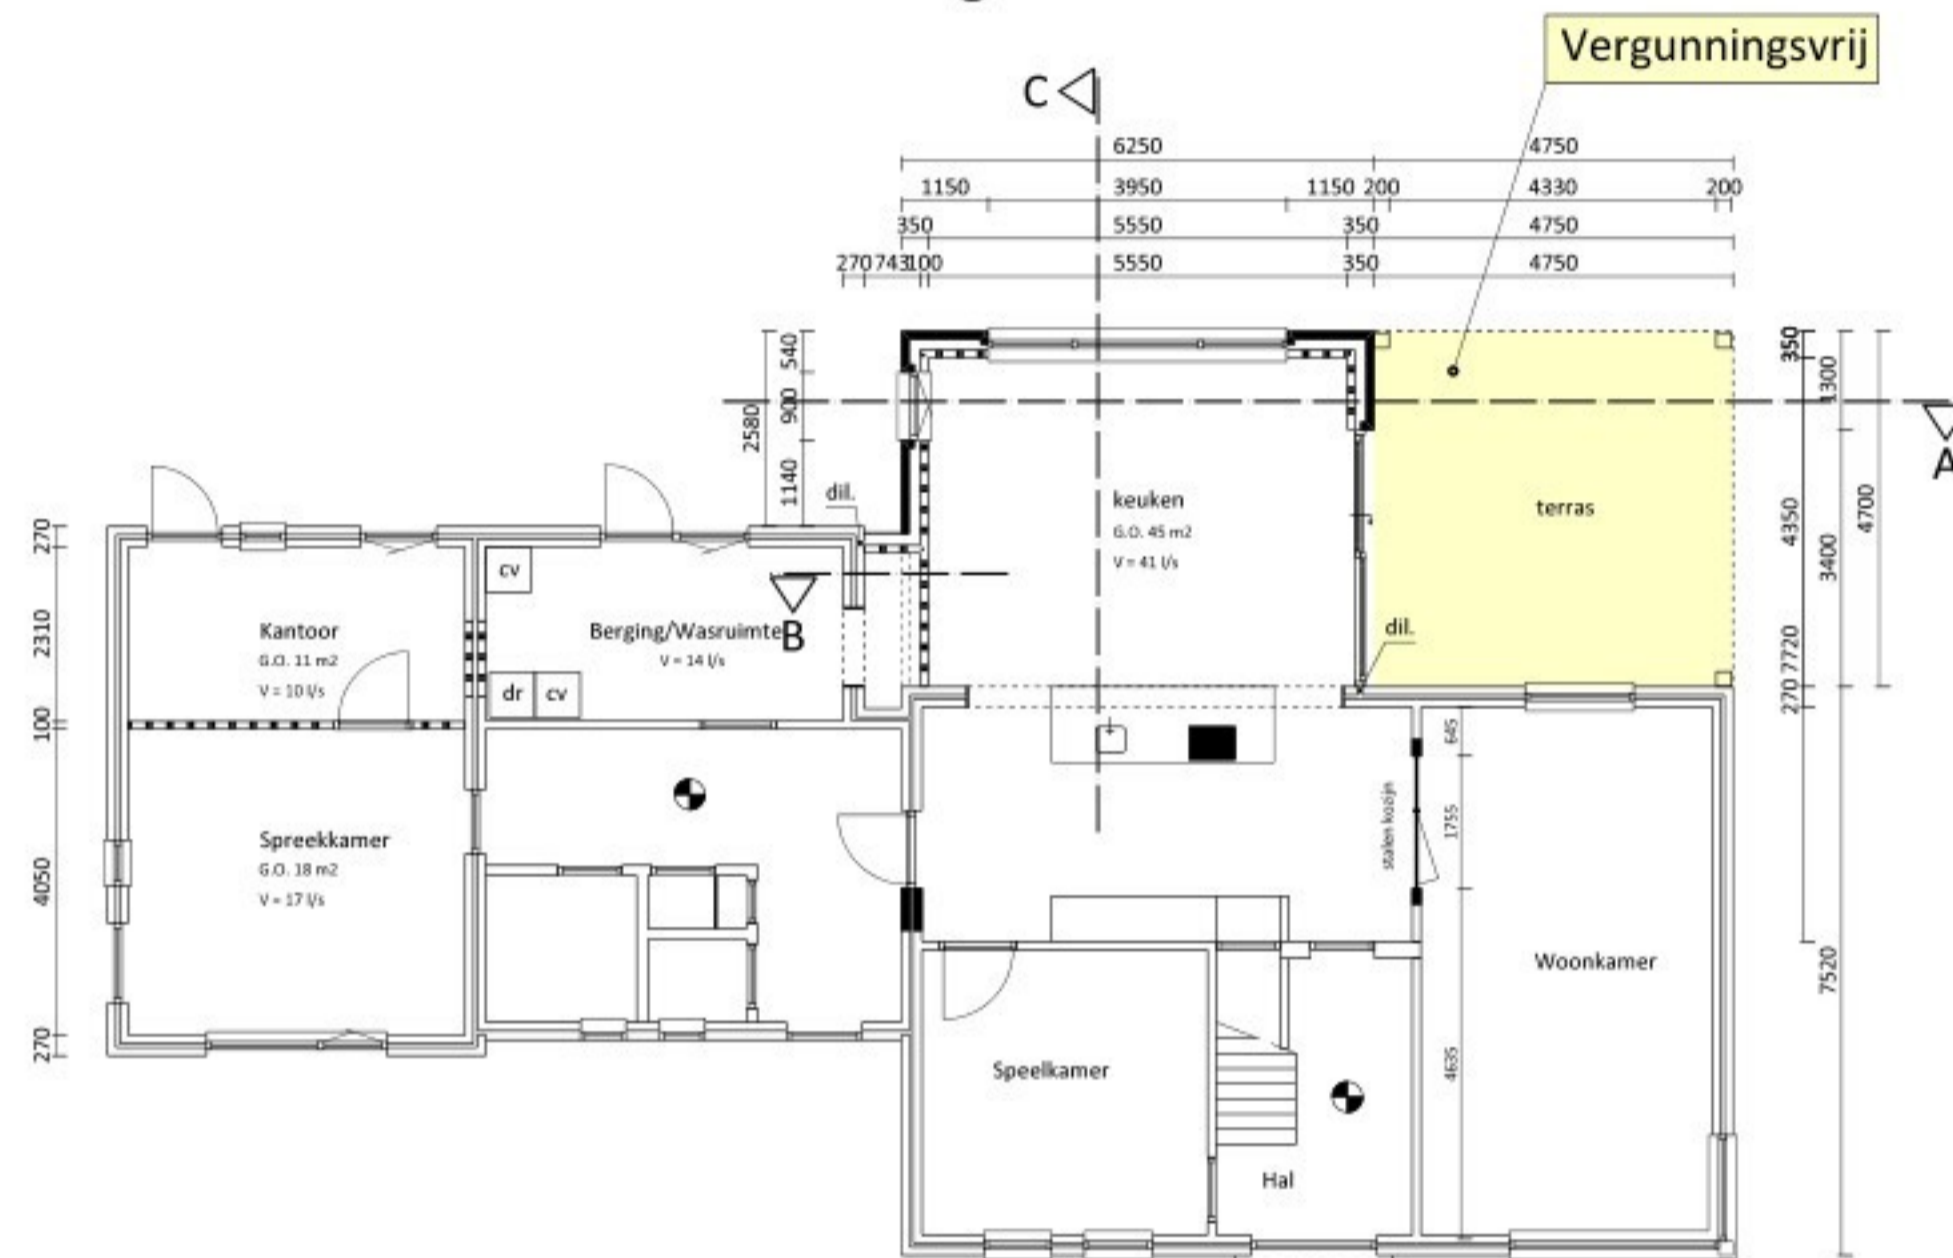 Vergunningsvrij
C
6250 4750
1150 3950 1150 200 4330 200
350 5550 350 4750
270 743 100 5550 350 4750
540
900
1140
2580
350
1300
4350
3400
4700
7720
270
7520
A
dil.
keuken
G.O. 45 m2
V = 41 l/s
terras
dil.
270
2310
100
4050
270
cv
Kantoor
G.O. 11 m2
V = 10 l/s
Berging/Wasruimte
V = 14 l/s
B
dr cv
645
1755
4635
stalen kozijn
Spreekkamer
G.O. 18 m2
V = 17 l/s
Woonkamer
Speelkamer
Hal